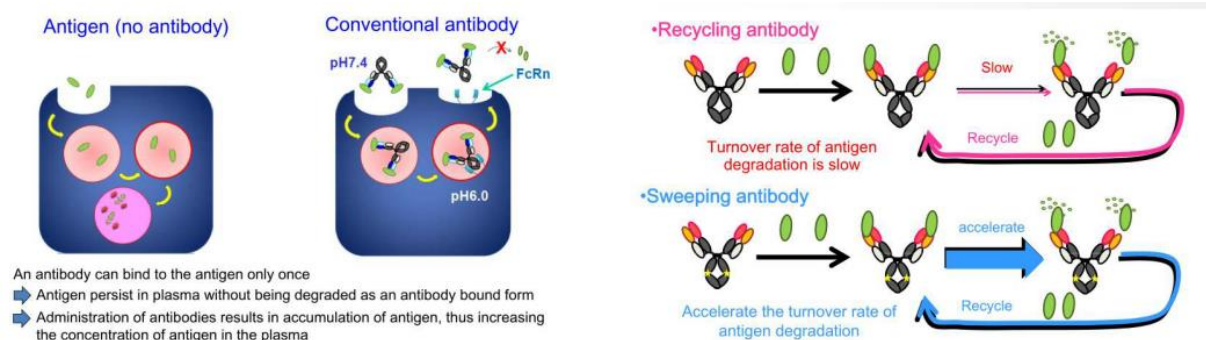 Antigen (no antibody)
Conventional antibody
pH7.4
X
FcRn
pH6.0
An antibody can bind to the antigen only once
Antigen persist in plasma without being degraded as an antibody bound form
Administration of antibodies results in accumulation of antigen, thus increasing
the concentration of antigen in the plasma
•Recycling antibody
Slow
Turnover rate of antigen
degradation is slow
Recycle
•Sweeping antibody
accelerate
Accelerate the turnover rate of
antigen degradation
Recycle